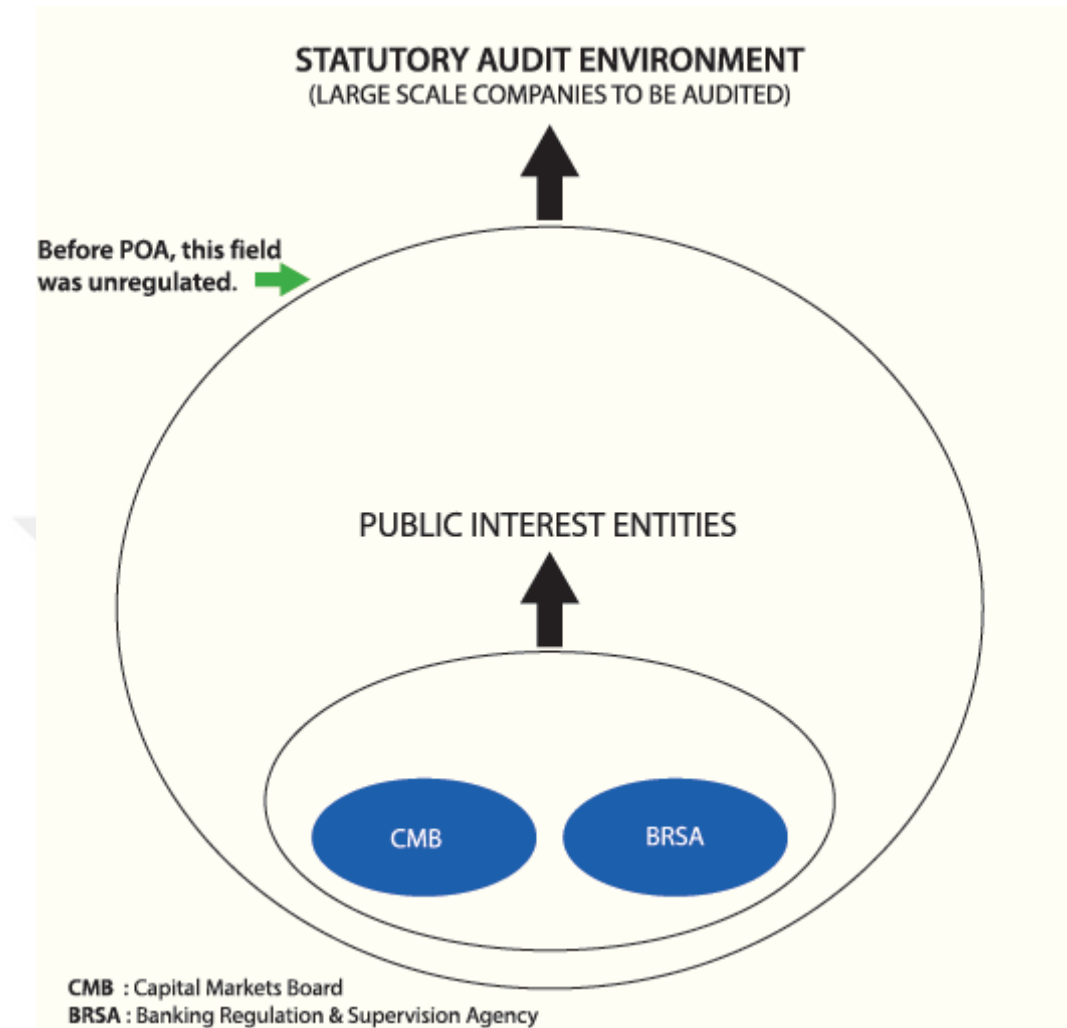 STATUTORY AUDIT ENVIRONMENT
(LARGE SCALE COMPANIES TO BE AUDITED)
Before POA, this field
was unregulated.
PUBLIC INTEREST ENTITIES
CMB
BRSA
CMB : Capital Markets Board
BRSA : Banking Regulation & Supervision Agency